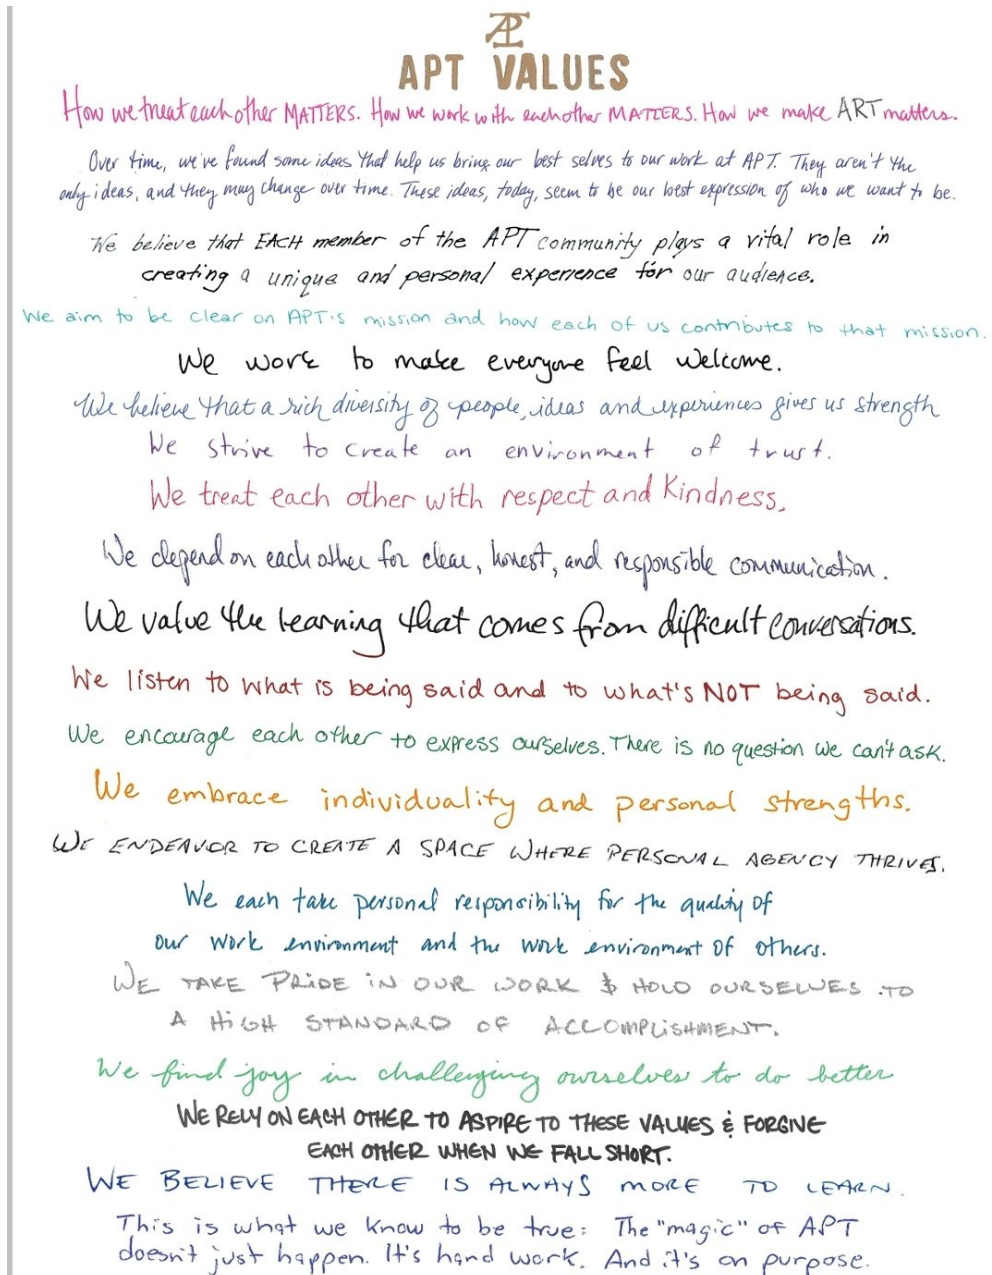 APT
APT VALUES
How we treat each other MATTERS. How we work with each other MATTERS. How we make ART matters.
Over time, we've found some ideas that help us bring our best selves to our work at APT. They aren't the
only ideas, and they may change over time. These ideas, today, seem to be our best expression of who we want to be.
We believe that EACH member of the APT community plays a vital role in
creating a unique and personal experience for our audience.
We aim to be clear on APT's mission and how each of us contributes to that mission.
We work to make everyone feel welcome.
We believe that a rich diversity of people, ideas and experiences gives us strength
We strive to create an environment of trust.
We treat each other with respect and kindness.
We depend on each other for clear, honest, and responsible communication.
We value the learning that comes from difficult conversations.
We listen to what is being said and to what's NOT being said.
We encourage each other to express ourselves. There is no question we can't ask.
We embrace individuality and personal strengths.
WE ENDEAVOR TO CREATE A SPACE WHERE PERSONAL AGENCY THRIVES.
We each take personal responsibility for the quality of
our work environment and the work environment of others.
WE TAKE PRIDE IN OUR WORK & HOLD OURSELVES TO
A HIGH STANDARD OF ACCOMPLISHMENT.
We find joy in challenging ourselves to do better
WE RELY ON EACH OTHER TO ASPIRE TO THESE VALUES & FORGIVE
EACH OTHER WHEN WE FALL SHORT.
WE BELIEVE THERE IS ALWAYS MORE TO LEARN.
This is what we know to be true: The "magic" of APT
doesn't just happen. It's hard work. And it's on purpose.